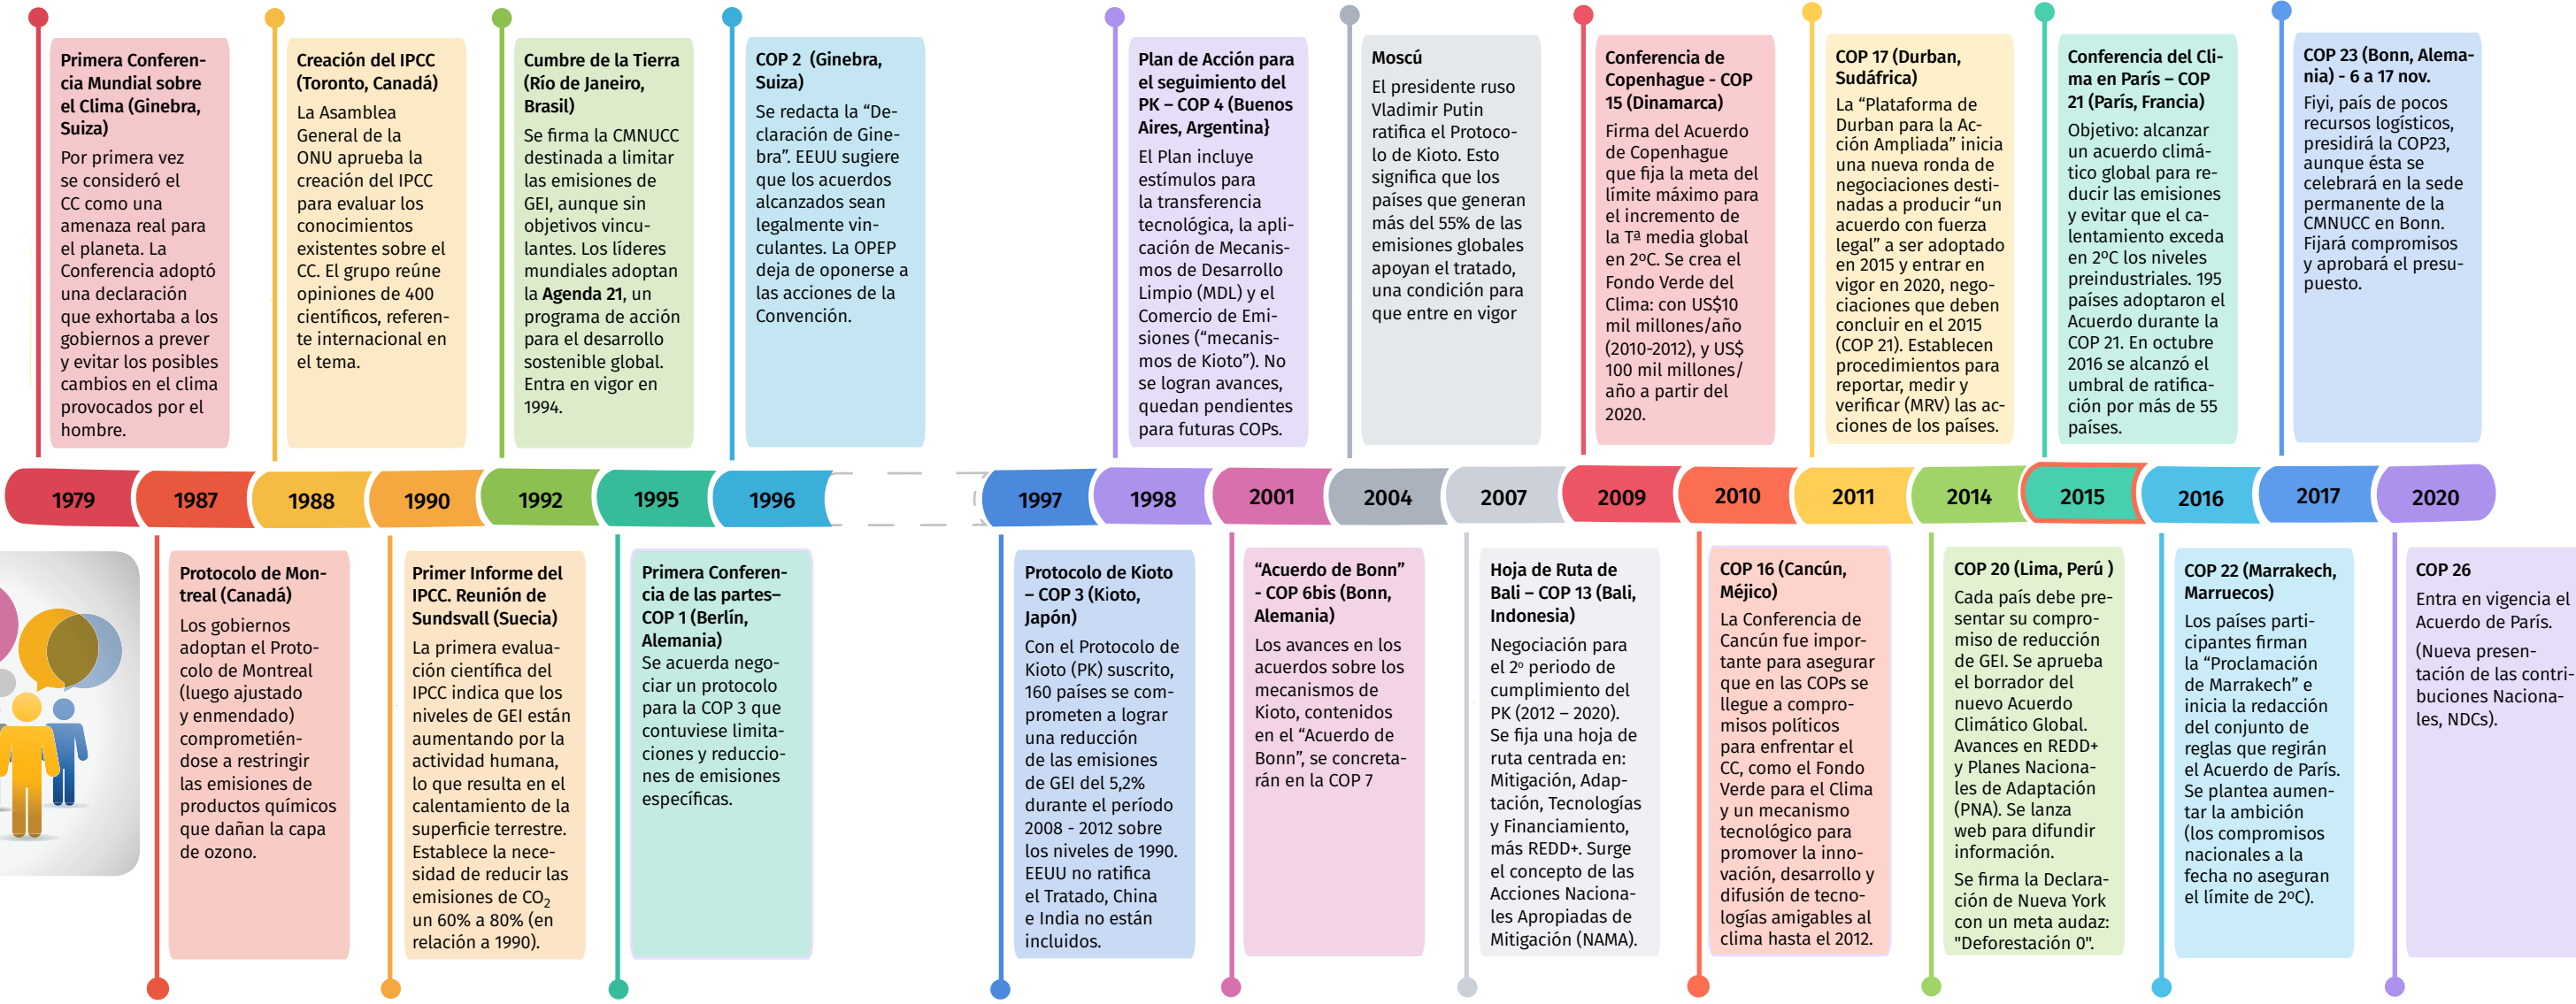 Primera Conferen-
cia Mundial sobre
el Clima (Ginebra,
Suiza)
Por primera vez
se consideró el
CC como una
amenaza real para
el planeta. La
Conferencia adoptó
una declaración
que exhortaba a los
gobiernos a prever
y evitar los posibles
cambios en el clima
provocados por el
hombre.
Creación del IPCC
(Toronto, Canadá)
La Asamblea
General de la
ONU aprueba la
creación del IPCC
para evaluar los
conocimientos
existentes sobre el
CC. El grupo reúne
opiniones de 400
científicos, referen-
te internacional en
el tema.
Cumbre de la Tierra
(Río de Janeiro,
Brasil)
Se firma la CMNUCC
destinada a limitar
las emisiones de
GEI, aunque sin
objetivos vincu-
lantes. Los líderes
mundiales adoptan
la Agenda 21, un
programa de acción
para el desarrollo
sostenible global.
Entra en vigor en
1994.
COP 2 (Ginebra,
Suiza)
Se redacta la “De-
claración de Gine-
bra”. EEUU sugiere
que los acuerdos
alcanzados sean
legalmente vin-
culantes. La OPEP
deja de oponerse a
las acciones de la
Convención.
Plan de Acción para
el seguimiento del
PK – COP 4 (Buenos
Aires, Argentina}
El Plan incluye
estímulos para
la transferencia
tecnológica, la apli-
cación de Mecanis-
mos de Desarrollo
Limpio (MDL) y el
Comercio de Emi-
siones (“mecanis-
mos de Kioto”). No
se logran avances,
quedan pendientes
para futuras COPs.
Moscú
El presidente ruso
Vladimir Putin
ratifica el Protoco-
lo de Kioto. Esto
significa que los
países que generan
más del 55% de las
emisiones globales
apoyan el tratado,
una condición para
que entre en vigor
Conferencia de
Copenhague - COP
15 (Dinamarca)
Firma del Acuerdo
de Copenhague
que fija la meta del
límite máximo para
el incremento de
la Tª media global
en 2ºC. Se crea el
Fondo Verde del
Clima: con US$10
mil millones/año
(2010-2012), y US$
100 mil millones/
año a partir del
2020.
COP 17 (Durban,
Sudáfrica)
La “Plataforma de
Durban para la Ac-
ción Ampliada” inicia
una nueva ronda de
negociaciones desti-
nadas a producir “un
acuerdo con fuerza
legal” a ser adoptado
en 2015 y entrar en
vigor en 2020, nego-
ciaciones que deben
concluir en el 2015
(COP 21). Establecen
procedimientos para
reportar, medir y
verificar (MRV) las ac-
ciones de los países.
Conferencia del Cli-
ma en París – COP
21 (París, Francia)
Objetivo: alcanzar
un acuerdo climá-
tico global para re-
ducir las emisiones
y evitar que el ca-
lentamiento exceda
en 2ºC los niveles
preindustriales. 195
países adoptaron el
Acuerdo durante la
COP 21. En octubre
2016 se alcanzó el
umbral de ratifica-
ción por más de 55
países.
COP 23 (Bonn, Alema-
nia) - 6 a 17 nov.
Fiyi, país de pocos
recursos logísticos,
presidirá la COP23,
aunque ésta se
celebrará en la sede
permanente de la
CMNUCC en Bonn.
Fijará compromisos
y aprobará el presu-
puesto.
1979
1987
1988
1990
1992
1995
1996
1997
1998
2001
2004
2007
2009
2010
2011
2014
2015
2016
2017
2020
Protocolo de Mon-
treal (Canadá)
Los gobiernos
adoptan el Proto-
colo de Montreal
(luego ajustado
y enmendado)
comprometién-
dose a restringir
las emisiones de
productos químicos
que dañan la capa
de ozono.
Primer Informe del
IPCC. Reunión de
Sundsvall (Suecia)
La primera evalua-
ción científica del
IPCC indica que los
niveles de GEI están
aumentando por la
actividad humana,
lo que resulta en el
calentamiento de la
superficie terrestre.
Establece la nece-
sidad de reducir las
emisiones de CO₂
un 60% a 80% (en
relación a 1990).
Primera Conferen-
cia de las partes–
COP 1 (Berlín,
Alemania)
Se acuerda nego-
ciar un protocolo
para la COP 3 que
contuviese limita-
ciones y reduccio-
nes de emisiones
específicas.
Protocolo de Kioto
– COP 3 (Kioto,
Japón)
Con el Protocolo de
Kioto (PK) suscrito,
160 países se com-
prometen a lograr
una reducción
de las emisiones
de GEI del 5,2%
durante el período
2008 - 2012 sobre
los niveles de 1990.
EEUU no ratifica
el Tratado, China
e India no están
incluidos.
“Acuerdo de Bonn”
- COP 6bis (Bonn,
Alemania)
Los avances en los
acuerdos sobre los
mecanismos de
Kioto, contenidos
en el “Acuerdo de
Bonn”, se concreta-
rán en la COP 7
Hoja de Ruta de
Bali – COP 13 (Bali,
Indonesia)
Negociación para
el 2º periodo de
cumplimiento del
PK (2012 – 2020).
Se fija una hoja de
ruta centrada en:
Mitigación, Adap-
tación, Tecnologías
y Financiamiento,
más REDD+. Surge
el concepto de las
Acciones Naciona-
les Apropiadas de
Mitigación (NAMA).
COP 16 (Cancún,
Méjico)
La Conferencia de
Cancún fue impor-
tante para asegurar
que en las COPs se
llegue a compro-
misos políticos
para enfrentar el
CC, como el Fondo
Verde para el Clima
y un mecanismo
tecnológico para
promover la inno-
vación, desarrollo y
difusión de tecno-
logías amigables al
clima hasta el 2012.
COP 20 (Lima, Perú )
Cada país debe pre-
sentar su compro-
miso de reducción
de GEI. Se aprueba
el borrador del
nuevo Acuerdo
Climático Global.
Avances en REDD+
y Planes Naciona-
les de Adaptación
(PNA). Se lanza
web para difundir
información.
Se firma la Declara-
ción de Nueva York
con un meta audaz:
"Deforestación 0".
COP 22 (Marrakech,
Marruecos)
Los países parti-
cipantes firman
la “Proclamación
de Marrakech” e
inicia la redacción
del conjunto de
reglas que regirán
el Acuerdo de París.
Se plantea aumen-
tar la ambición
(los compromisos
nacionales a la
fecha no aseguran
el límite de 2ºC).
COP 26
Entra en vigencia el
Acuerdo de París.
(Nueva presen-
tación de las contri-
buciones Naciona-
les, NDCs).